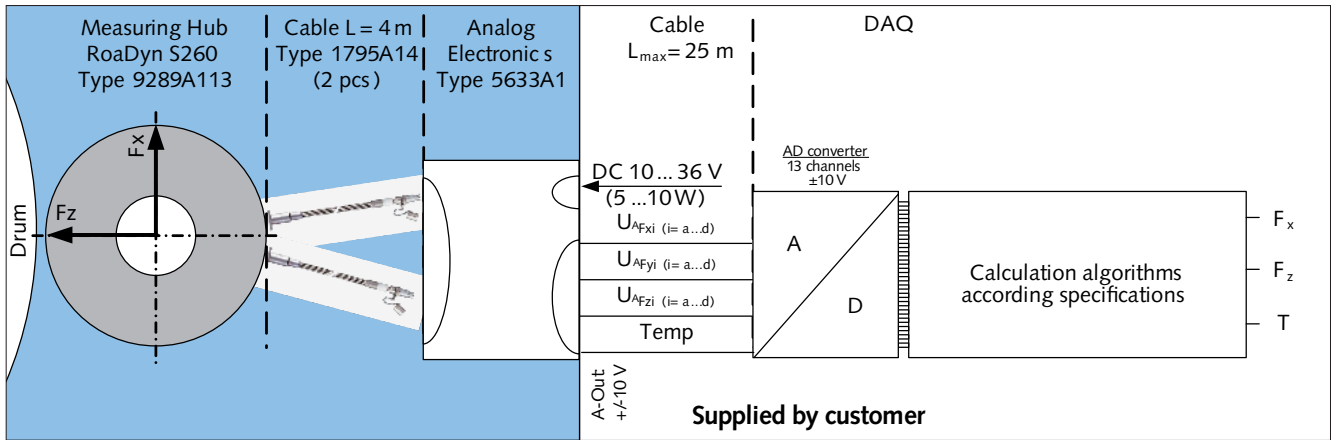 Measuring Hub
RoaDyn S260
Type 9289A113
Cable L = 4 m
Type 1795A14
(2 pcs)
Analog
Electronic s
Type 5633A1
Cable
Lmax= 25 m
DAQ
Drum
Fz
Fx
DC 10 ... 36 V
(5 ...10W)
UAFxi (i= a...d)
UAFyi (i= a...d)
UAFzi (i= a...d)
Temp
A-Out
+/-10 V
AD converter
13 channels
±10 V
A
D
Calculation algorithms
according specifications
Fx
Fz
T
Supplied by customer